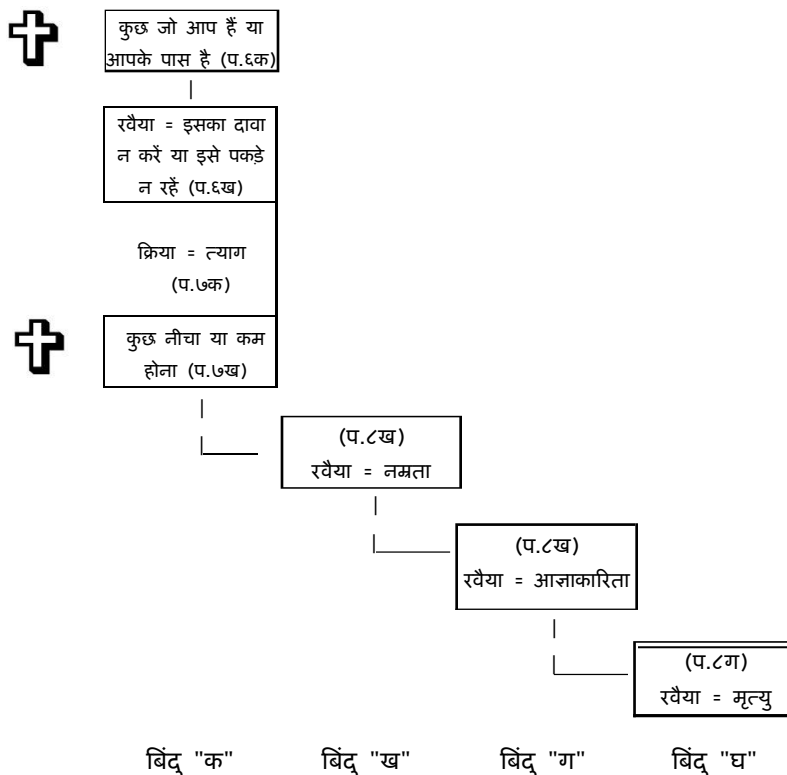 कुछ जो आप हैं या
आपके पास है (प.६क)
रवैया = इसका दावा
न करें या इसे पकड़े
न रहें (प.६ख)
क्रिया = त्याग
(प.७क)
कुछ नीचा या कम
होना (प.७ख)
(प.८ख)
रवैया = नम्रता
(प.८ख)
रवैया = आज्ञाकारिता
(प.८ग)
रवैया = मृत्यु
बिंदु "क" बिंदु "ख" बिंदु "ग" बिंदु "घ"